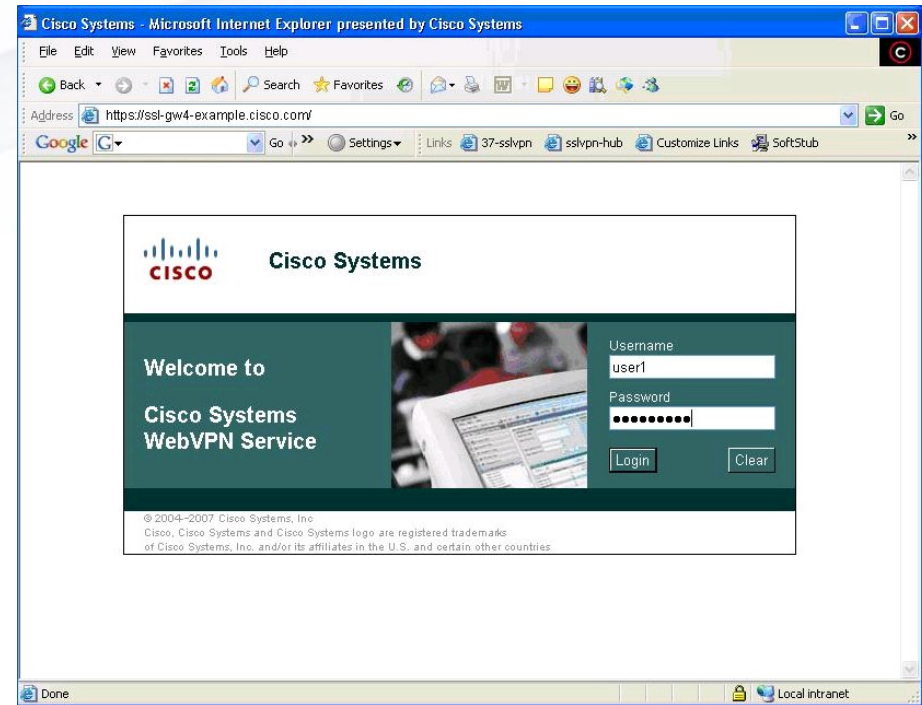 Cisco Systems - Microsoft Internet Explorer presented by Cisco Systems
File Edit View Favorites Tools Help
Back Search Favorites
Address https://ssl-gw4-example.cisco.com/ Go
Google G Go Settings Links 37-sslvpn sslvpn-hub Customize Links SoftStub
CISCO Cisco Systems
Welcome to
Cisco Systems
WebVPN Service
Username
user1
Password
•••••••••
Login Clear
© 2004-2007 Cisco Systems, Inc
Cisco, Cisco Systems and Cisco Systems logo are registered trademarks
of Cisco Systems, Inc. and/or its affiliates in the U.S. and certain other countries
Done Local intranet